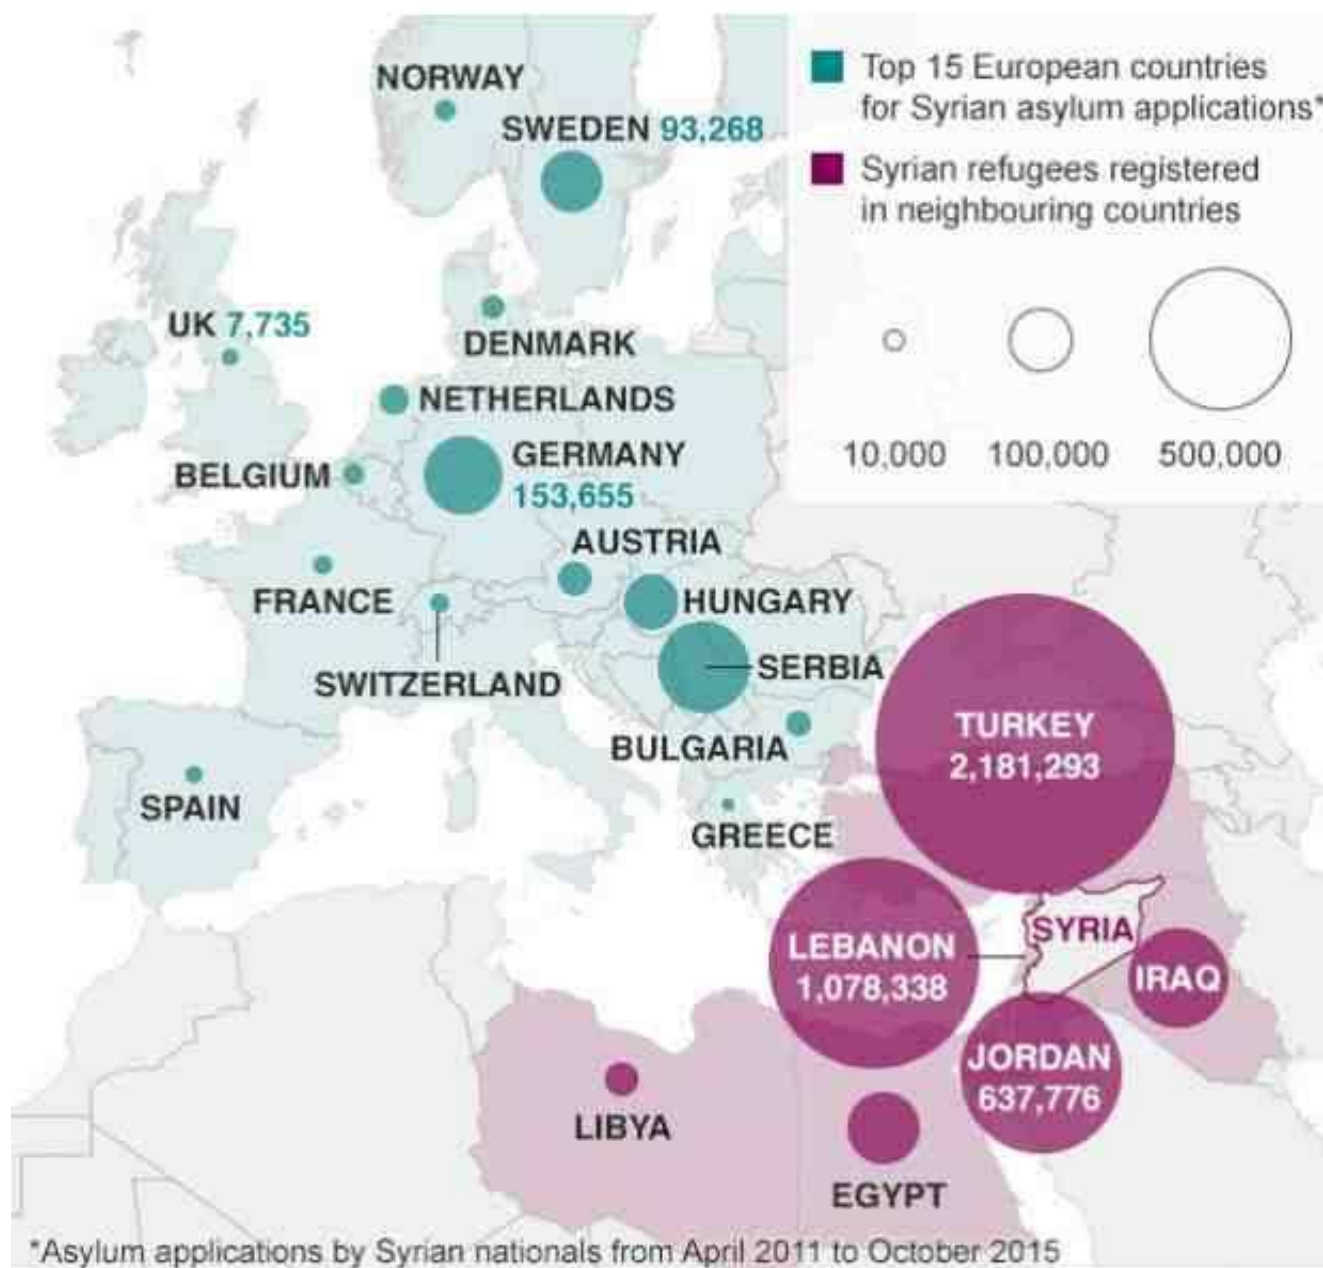 Top 15 European countries
for Syrian asylum applications*
Syrian refugees registered
in neighbouring countries
10,000 100,000 500,000
NORWAY
SWEDEN 93,268
UK 7,735
DENMARK
NETHERLANDS
BELGIUM
GERMANY
153,655
AUSTRIA
FRANCE
HUNGARY
SWITZERLAND
SERBIA
BULGARIA
SPAIN
GREECE
TURKEY
2,181,293
SYRIA
LEBANON
1,078,338
IRAQ
JORDAN
637,776
LIBYA
EGYPT
*Asylum applications by Syrian nationals from April 2011 to October 2015